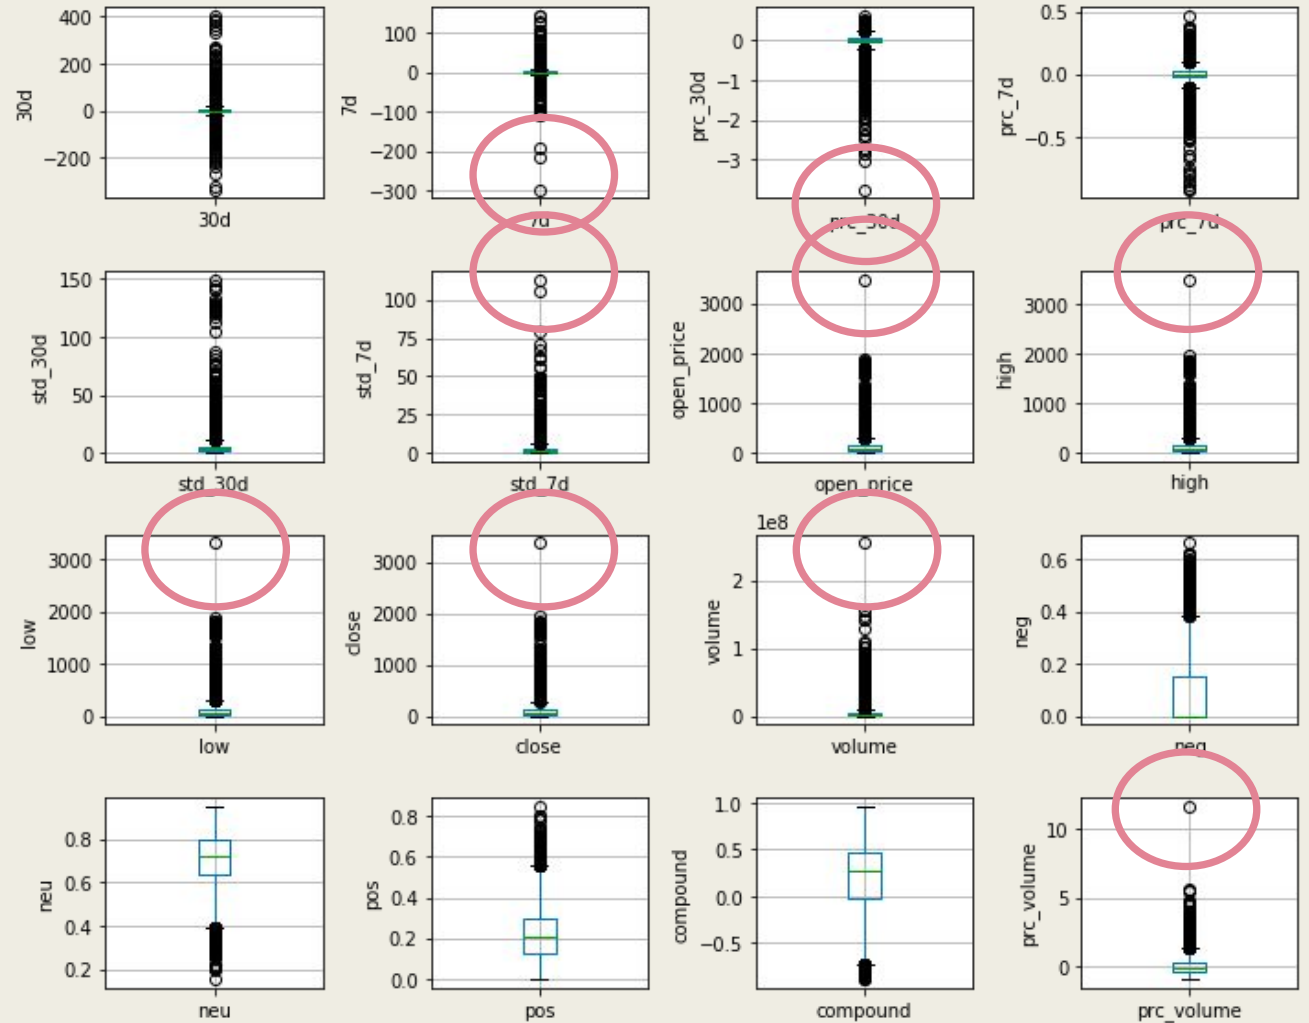 400
200
0
−200
30d
30d
100
0
−100
−200
−300
7d
7d
0
−1
−2
−3
prc_30d
prc_30d
0.5
0.0
−0.5
prc_7d
prc_7d
150
100
50
0
std_30d
std_30d
100
75
50
25
0
std_7d
std_7d
3000
2000
1000
0
open_price
open_price
3000
2000
1000
0
high
high
3000
2000
1000
0
low
low
3000
2000
1000
0
close
close
1e8
2
1
0
volume
volume
0.6
0.4
0.2
0.0
neg
neg
0.8
0.6
0.4
0.2
neu
neu
0.8
0.6
0.4
0.2
0.0
pos
pos
1.0
0.5
0.0
−0.5
compound
compound
10
5
0
prc_volume
prc_volume